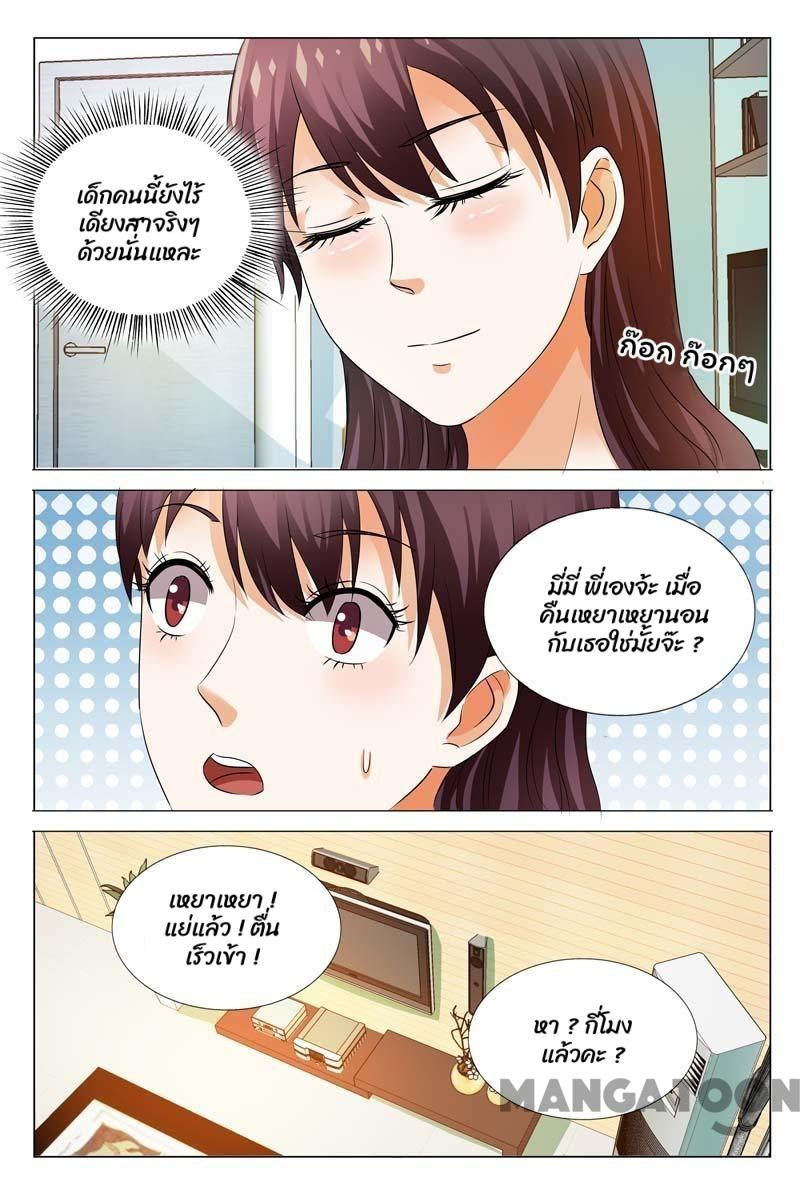 เด็กคนนี้ยังไร้
เดียงสาจริงๆ
ด้วยนั่นแหละ
ก๊อก ก๊อกๆ
มี่มี่ พี่เองจ้ะ เมื่อ
คืนเหยาเหยานอน
กับเธอใช่มั้ยจ๊ะ ?
เหยาเหยา !
แย่แล้ว ! ตื่น
เร็วเข้า !
หา ? กี่โมง
แล้วคะ ?
MANGATOON